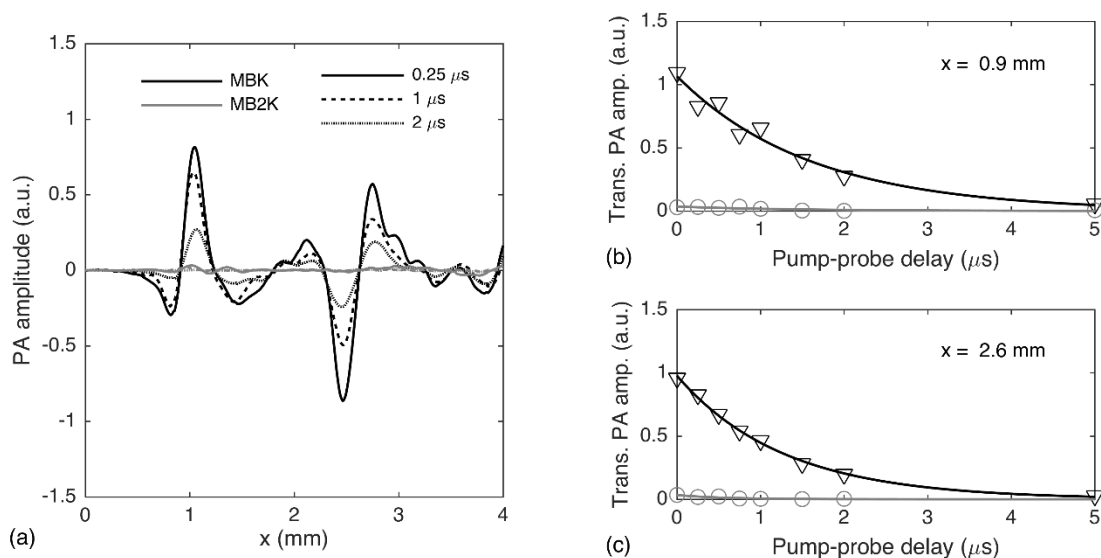 1.5
1
0.5
0
-0.5
-1
-1.5
PA amplitude (a.u.)
MBK
MB2K
0.25 μs
1 μs
2 μs
0 1 2 3 4
x (mm)
(a)
1.5
1
0.5
0
Trans. PA amp. (a.u.)
x = 0.9 mm
0 1 2 3 4 5
Pump-probe delay (μs)
(b)
1.5
1
0.5
0
Trans. PA amp. (a.u.)
x = 2.6 mm
0 1 2 3 4 5
Pump-probe delay (μs)
(c)